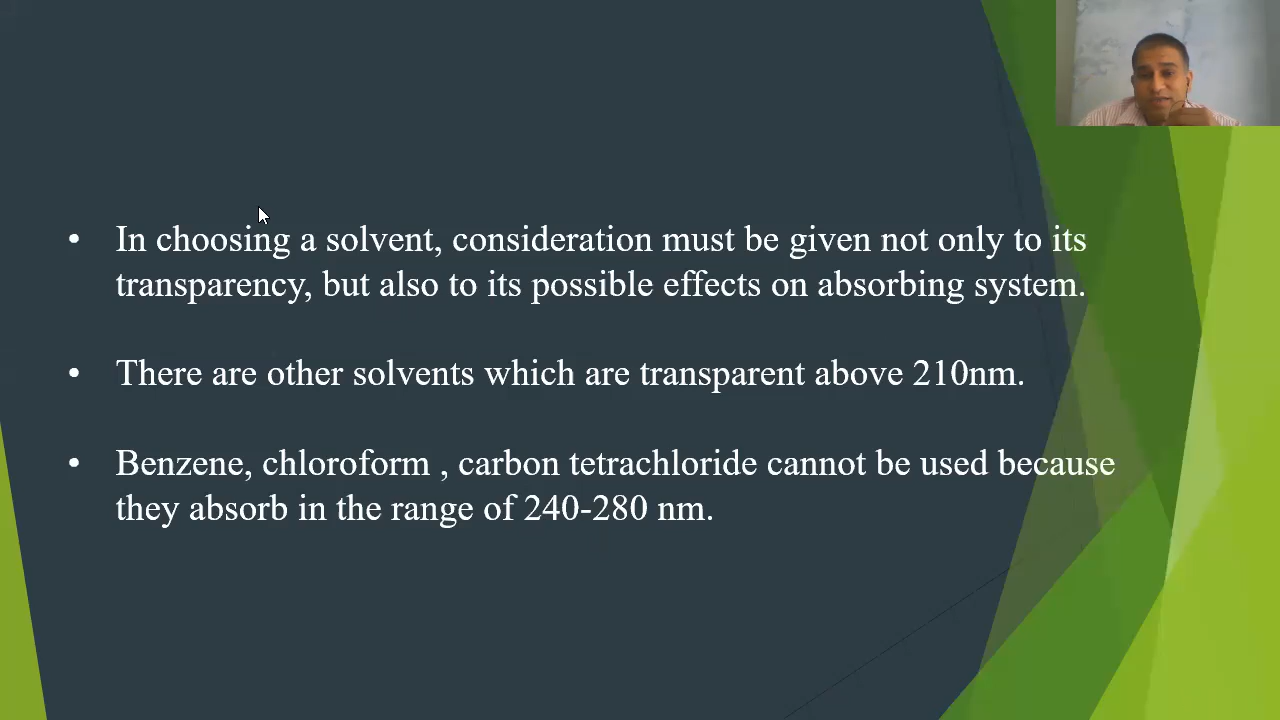 • In choosing a solvent, consideration must be given not only to its
transparency, but also to its possible effects on absorbing system.
• There are other solvents which are transparent above 210nm.
• Benzene, chloroform , carbon tetrachloride cannot be used because
they absorb in the range of 240-280 nm.